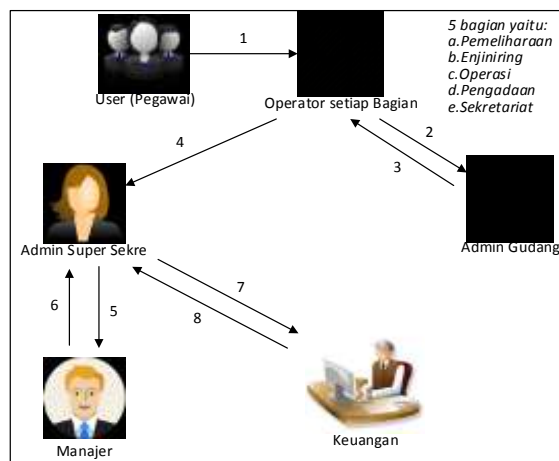 1
5 bagian yaitu:
a.Pemeliharaan
b.Enjiniring
c.Operasi
d.Pengadaan
e.Sekretariat
User (Pegawai)
Operator setiap Bagian
4
2
3
Admin Super Sekre
Admin Gudang
6
5
7
8
Manajer
Keuangan